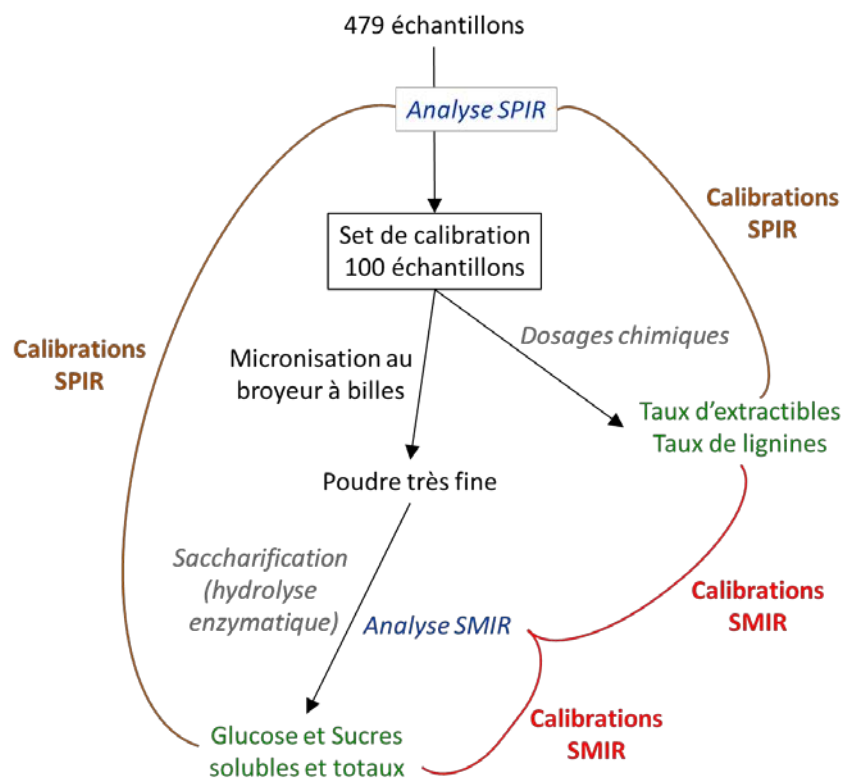 479 échantillons
Analyse SPIR
Calibrations
SPIR
Set de calibration
100 échantillons
Dosages chimiques
Calibrations
SPIR
Micronisation au
broyeur à billes
Taux d'extractibles
Taux de lignines
Poudre très fine
Saccharification
(hydrolyse
enzymatique)
Analyse SMIR
Calibrations
SMIR
Glucose et Sucres
solubles et totaux
Calibrations
SMIR